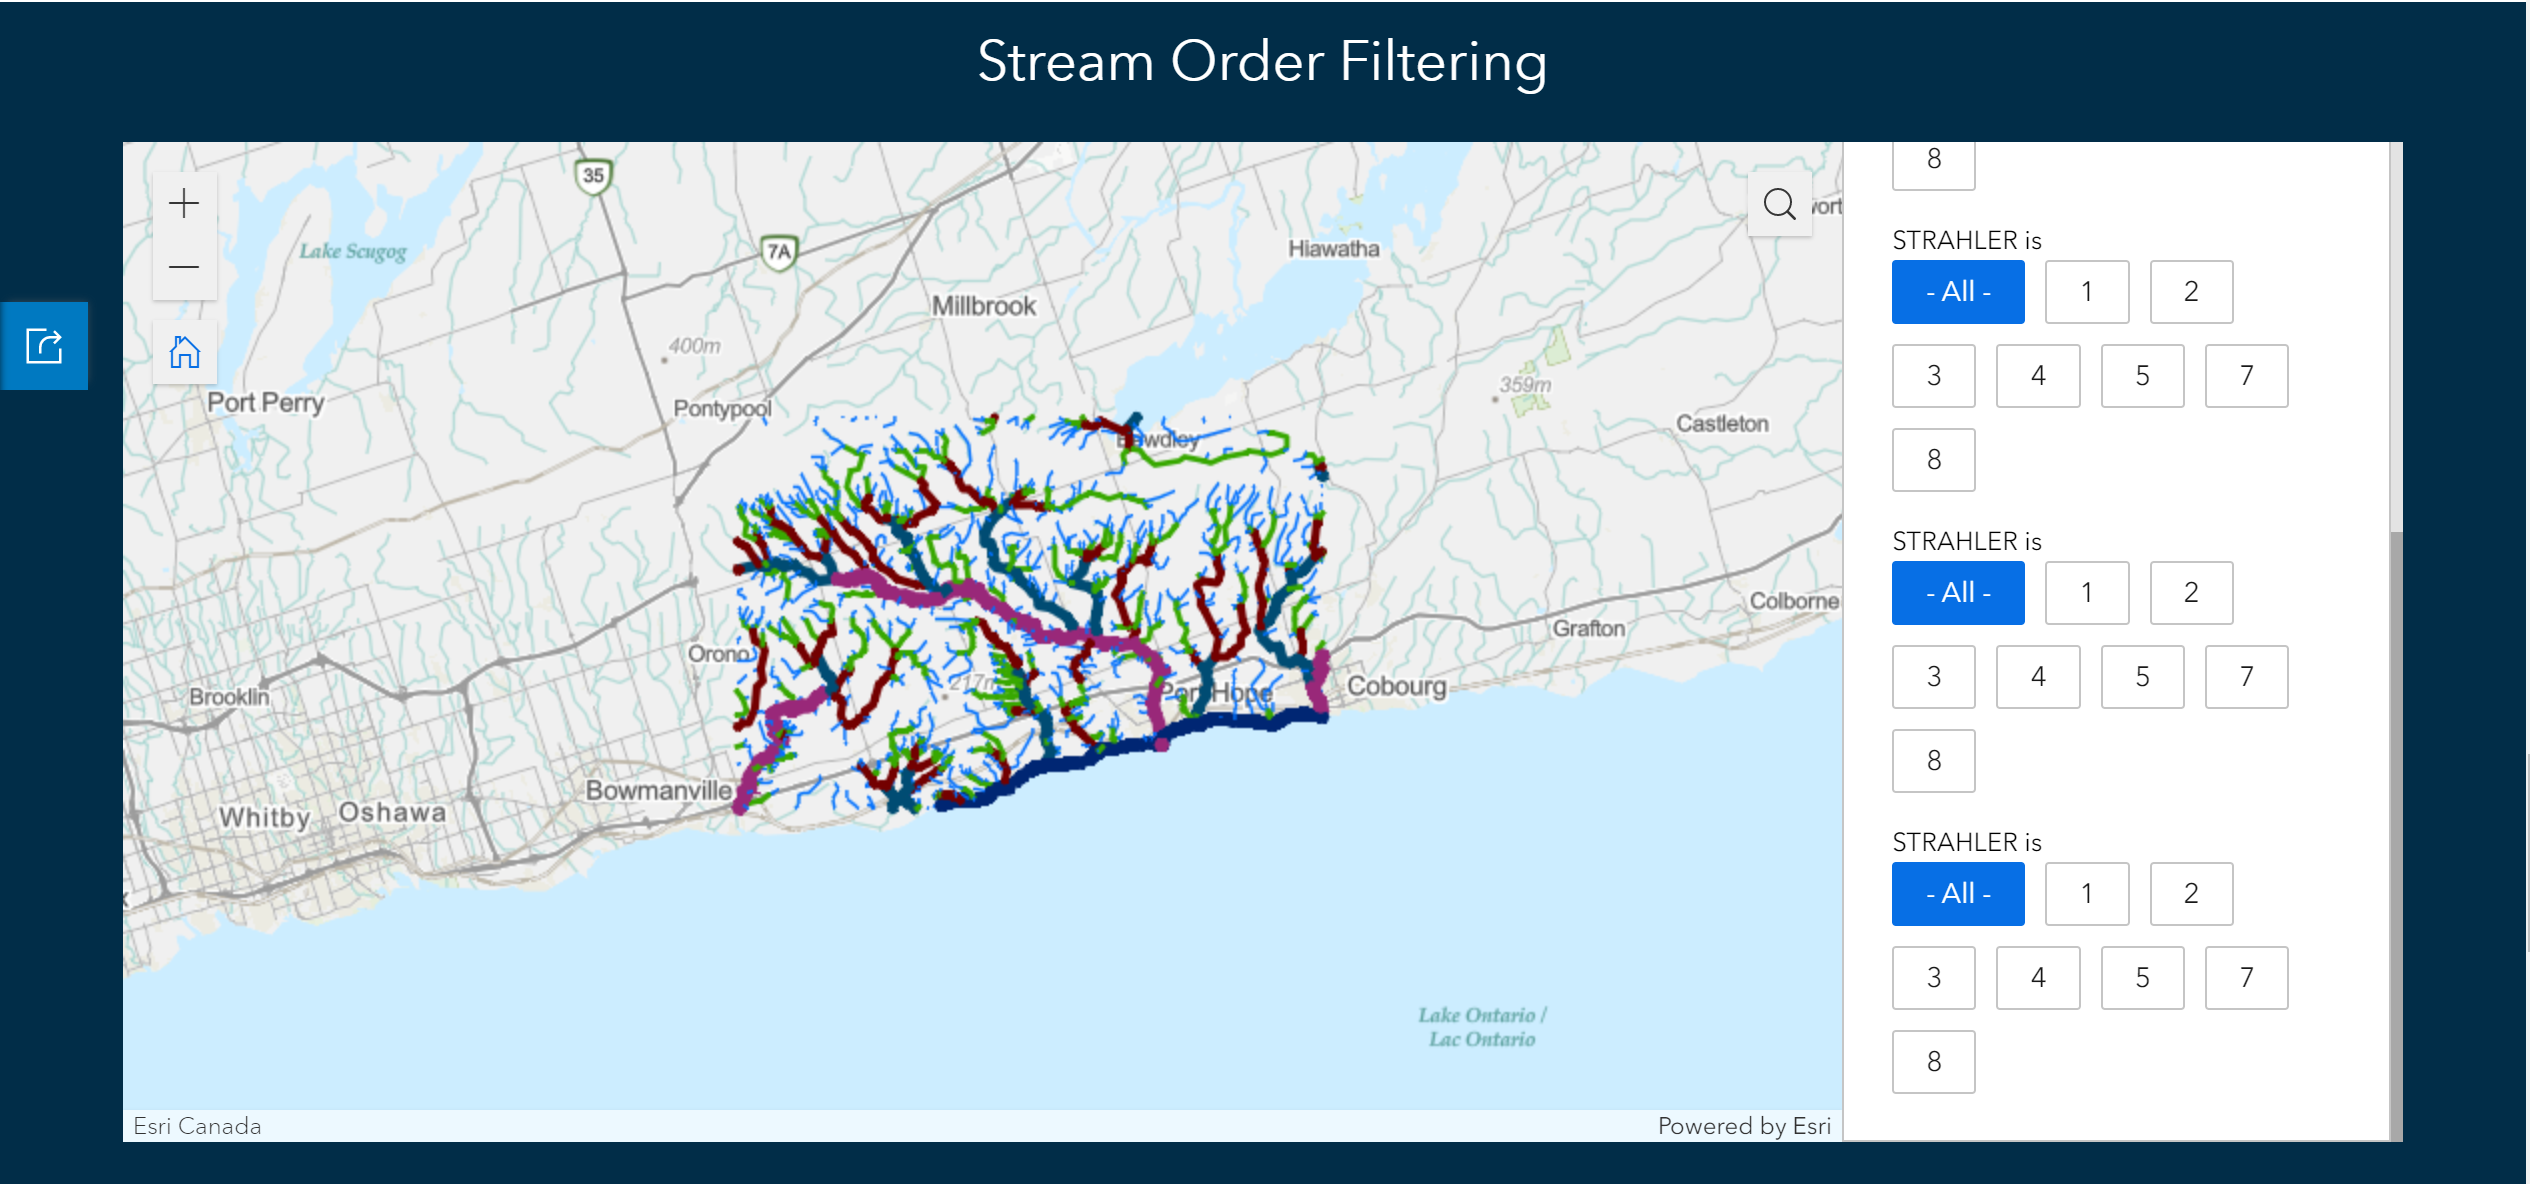 Stream Order Filtering
35
7A
Lake Scugog
Hiawatha
Millbrook
400m
Port Perry
Pontypool
359m
Castleton
Bewdley
Colborne
Grafton
Orono
217m
Brooklin
Port Hope
Cobourg
Bowmanville
Whitby
Oshawa
Lake Ontario /
Lac Ontario
Esri Canada
Powered by Esri
8
STRAHLER is
- All -
1
2
3
4
5
7
8
STRAHLER is
- All -
1
2
3
4
5
7
8
STRAHLER is
- All -
1
2
3
4
5
7
8